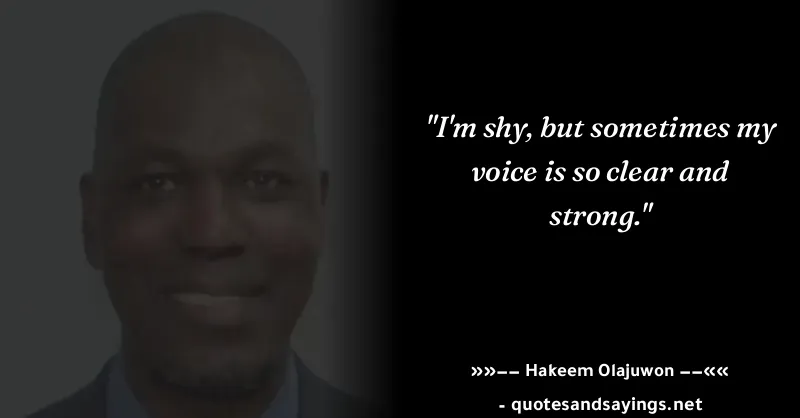 "I'm shy, but sometimes my
voice is so clear and
strong."
»»–– Hakeem Olajuwon ––««
- quotesandsayings.net